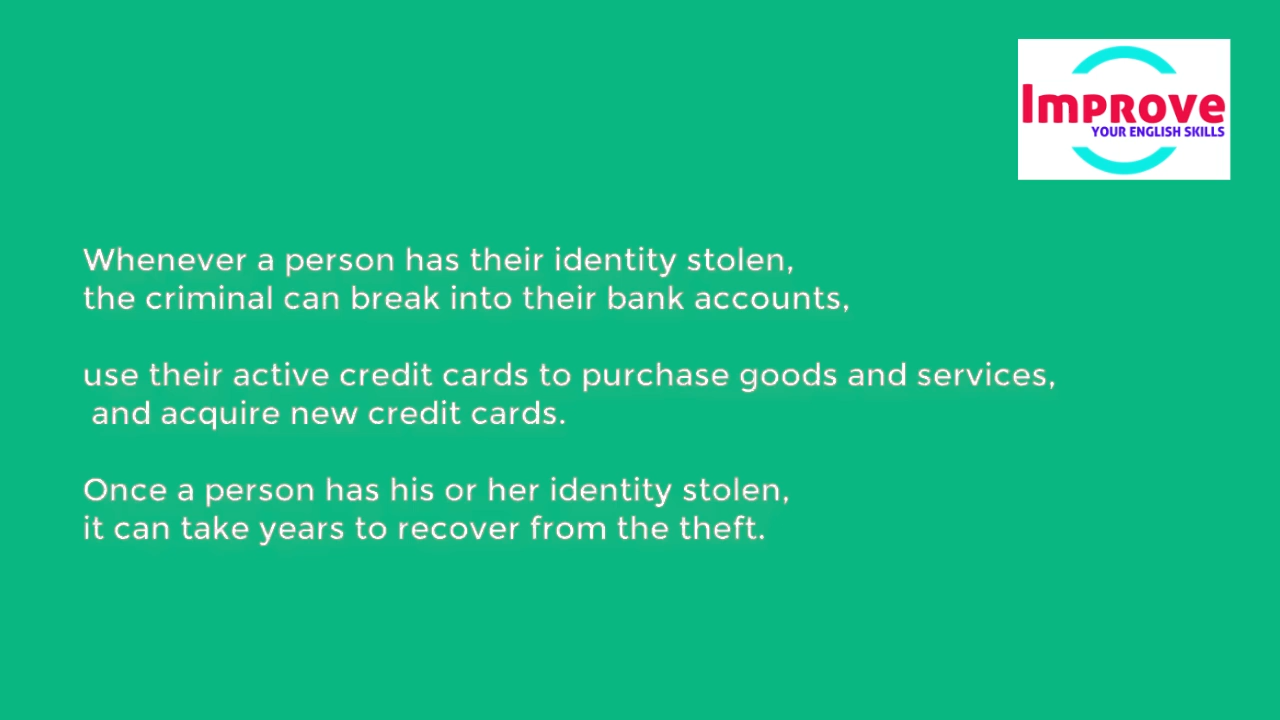 Improve
YOUR ENGLISH SKILLS
Whenever a person has their identity stolen,
the criminal can break into their bank accounts,
use their active credit cards to purchase goods and services,
and acquire new credit cards.
Once a person has his or her identity stolen,
it can take years to recover from the theft.